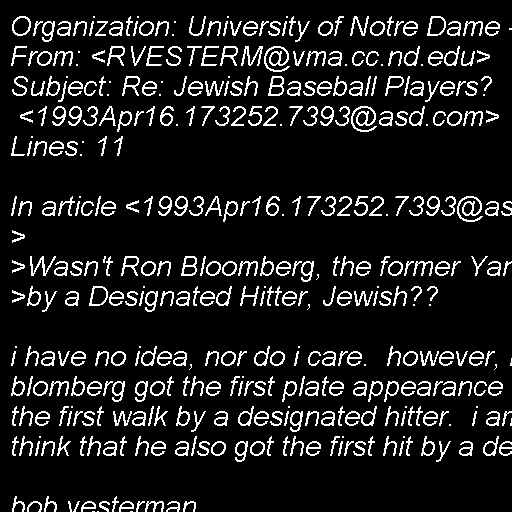 Organization: University of Notre Dame -
From: <RVESTERM@vma.cc.nd.edu>
Subject: Re: Jewish Baseball Players?
<1993Apr16.173252.7393@asd.com>
Lines: 11

In article <1993Apr16.173252.7393@as
>
>Wasn't Ron Bloomberg, the former Yan
>by a Designated Hitter, Jewish??

i have no idea, nor do i care.  however,
blomberg got the first plate appearance
the first walk by a designated hitter.  i am
think that he also got the first hit by a de

bob vesterman